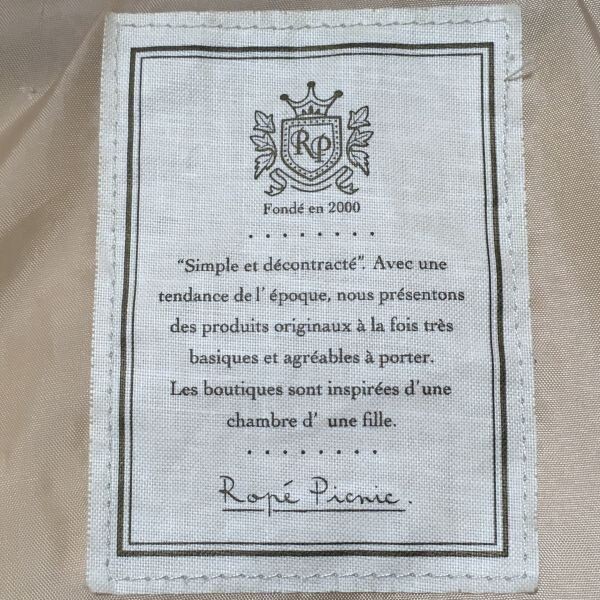 RP
Fondé en 2000
"Simple et décontracté". Avec une
tendance de l' époque, nous présentons
des produits originaux à la fois très
basiques et agréables à porter.
Les boutiques sont inspirées d'une
chambre d' une fille.
Ropé Picnic.